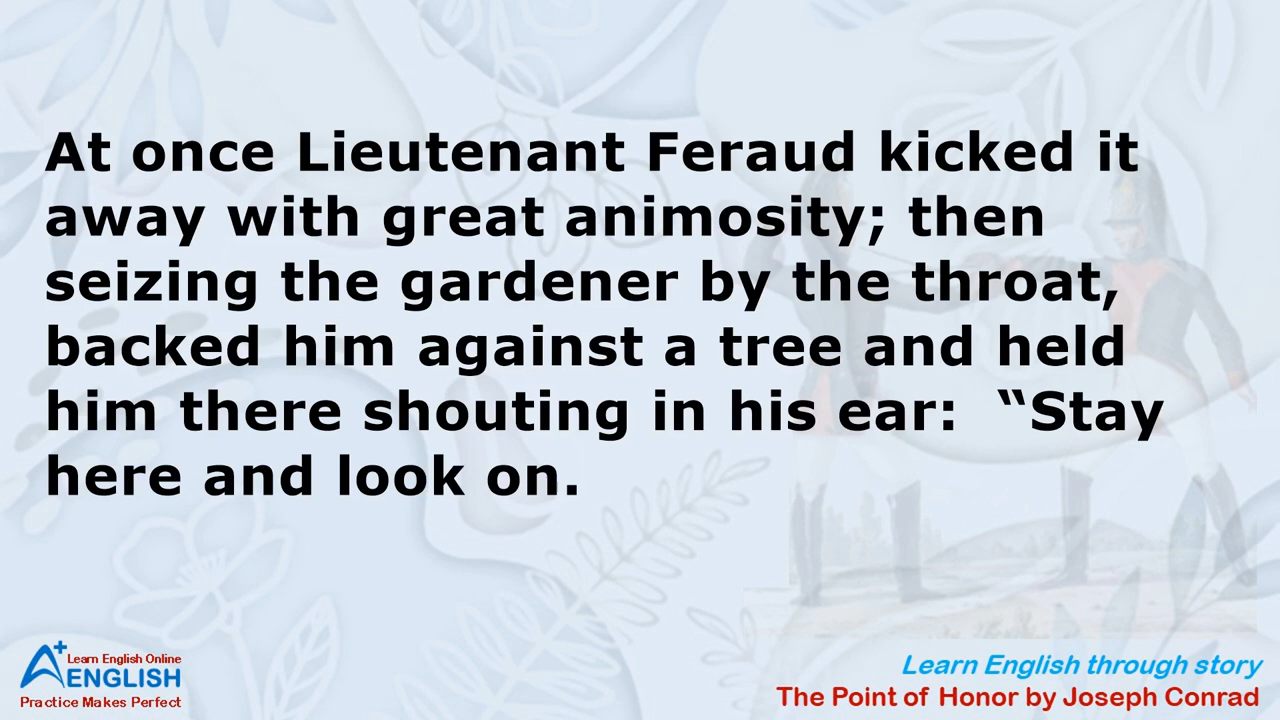 At once Lieutenant Feraud kicked it
away with great animosity; then
seizing the gardener by the throat,
backed him against a tree and held
him there shouting in his ear:  “Stay
here and look on.
A+
Learn English Online
ENGLISH
Practice Makes Perfect
Learn English through story
The Point of Honor by Joseph Conrad